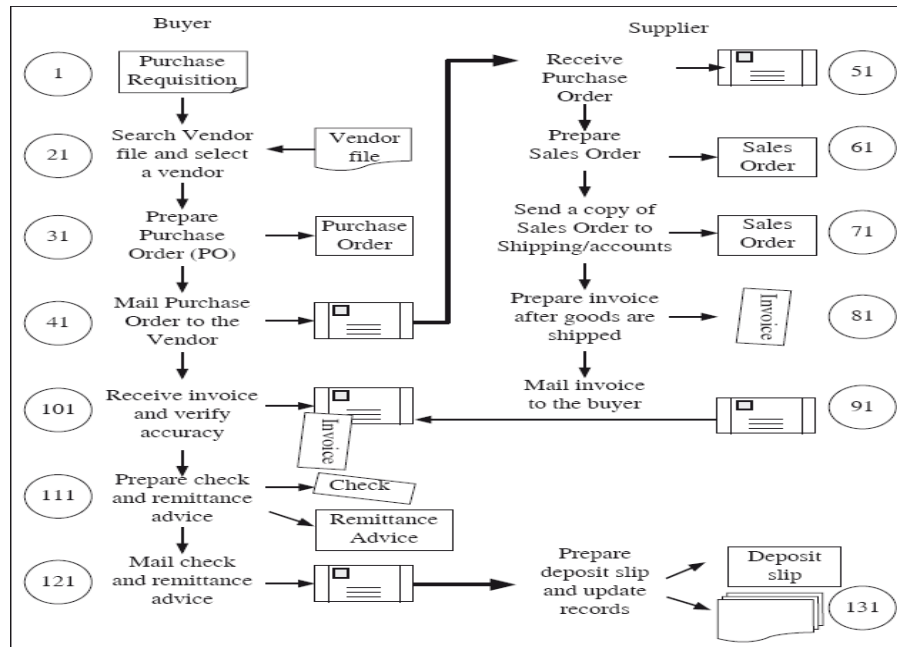 Buyer
Supplier
1
Purchase
Requisition
Receive
Purchase
Order
51
21
Search Vendor
file and select
a vendor
Vendor
file
Prepare
Sales Order
Sales
Order
61
31
Prepare
Purchase
Order (PO)
Purchase
Order
Send a copy of
Sales Order to
Shipping/accounts
Sales
Order
71
41
Mail Purchase
Order to the
Vendor
Prepare invoice
after goods are
shipped
Invoice
81
101
Receive invoice
and verify
accuracy
Invoice
Mail invoice
to the buyer
91
111
Prepare check
and remittance
advice
Check
Remittance
Advice
121
Mail check
and remittance
advice
Prepare
deposit slip
and update
records
Deposit
slip
131